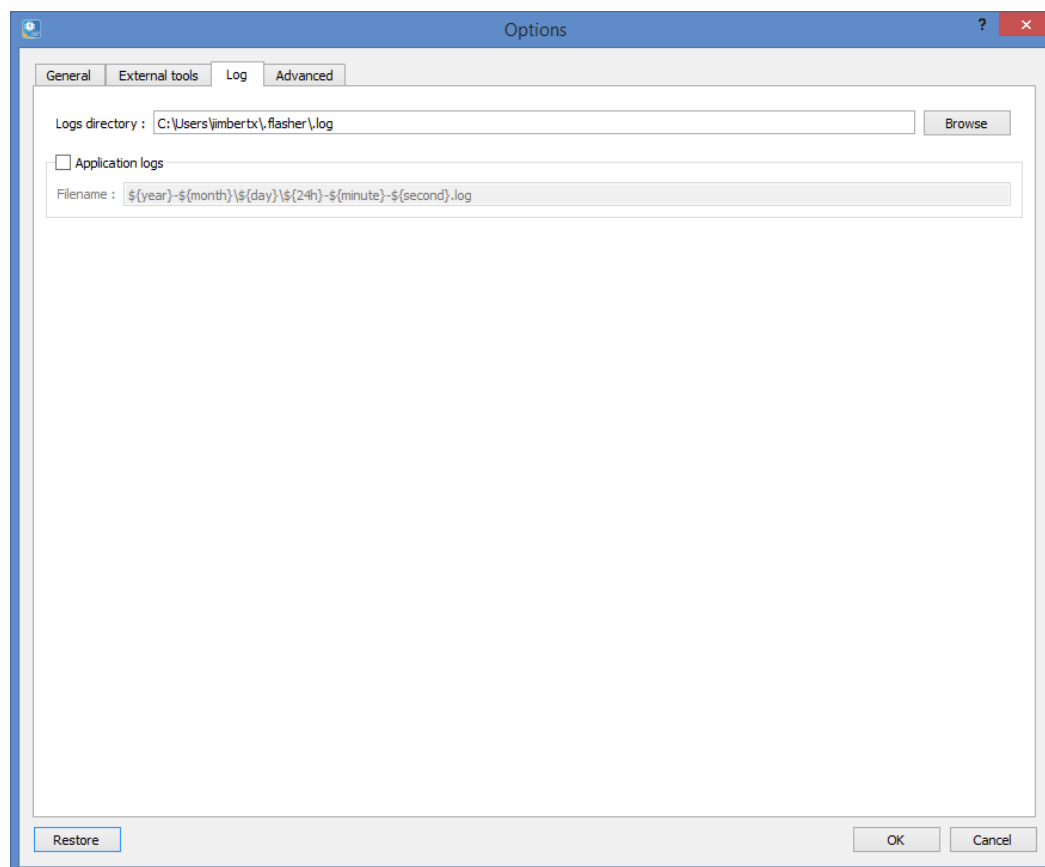 Options
?
General External tools Log Advanced
Logs directory : C:\Users\jimbertx\.flasher\.log Browse
Application logs
Filename : ${year}-${month}\${day}\${24h}-${minute}-${second}.log
Restore OK Cancel